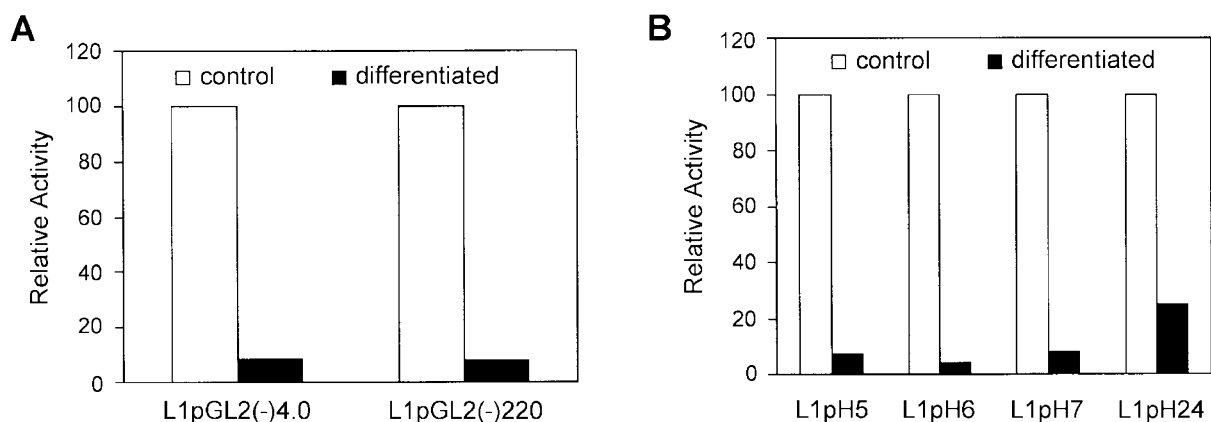 A
120
100
80
60
40
20
0
Relative Activity
control
differentiated
L1pGL2(-)4.0
L1pGL2(-)220
B
120
100
80
60
40
20
0
Relative Activity
control
differentiated
L1pH5
L1pH6
L1pH7
L1pH24